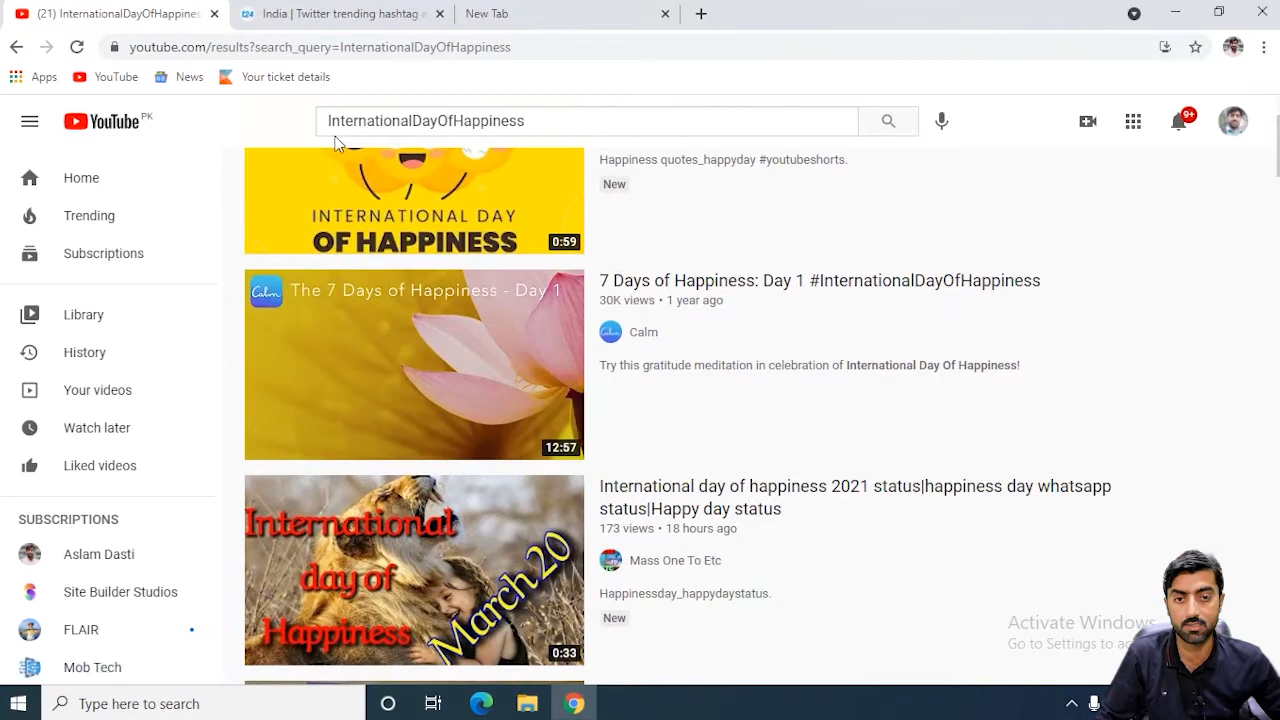 (21) InternationalDayOfHappines
India | Twitter trending hashtag
New Tab
youtube.com/results?search_query=InternationalDayOfHappiness
Apps
YouTube
News
Your ticket details
YouTube PK
InternationalDayOfHappiness
9+
Home
Trending
Subscriptions
Library
History
Your videos
Watch later
Liked videos
SUBSCRIPTIONS
Aslam Dasti
Site Builder Studios
FLAIR
Mob Tech
INTERNATIONAL DAY
OF HAPPINESS
0:59
Happiness quotes_happyday #youtubeshorts.
New
Calm
The 7 Days of Happiness - Day 1
12:57
7 Days of Happiness: Day 1 #InternationalDayOfHappiness
30K views • 1 year ago
Calm
Try this gratitude meditation in celebration of International Day Of Happiness!
International
day of
Happiness
March 20
0:33
International day of happiness 2021 status|happiness day whatsapp
status|Happy day status
173 views • 18 hours ago
Mass One To Etc
Happinessday_happydaystatus.
New
Activate Windows
Go to Settings to
Type here to search